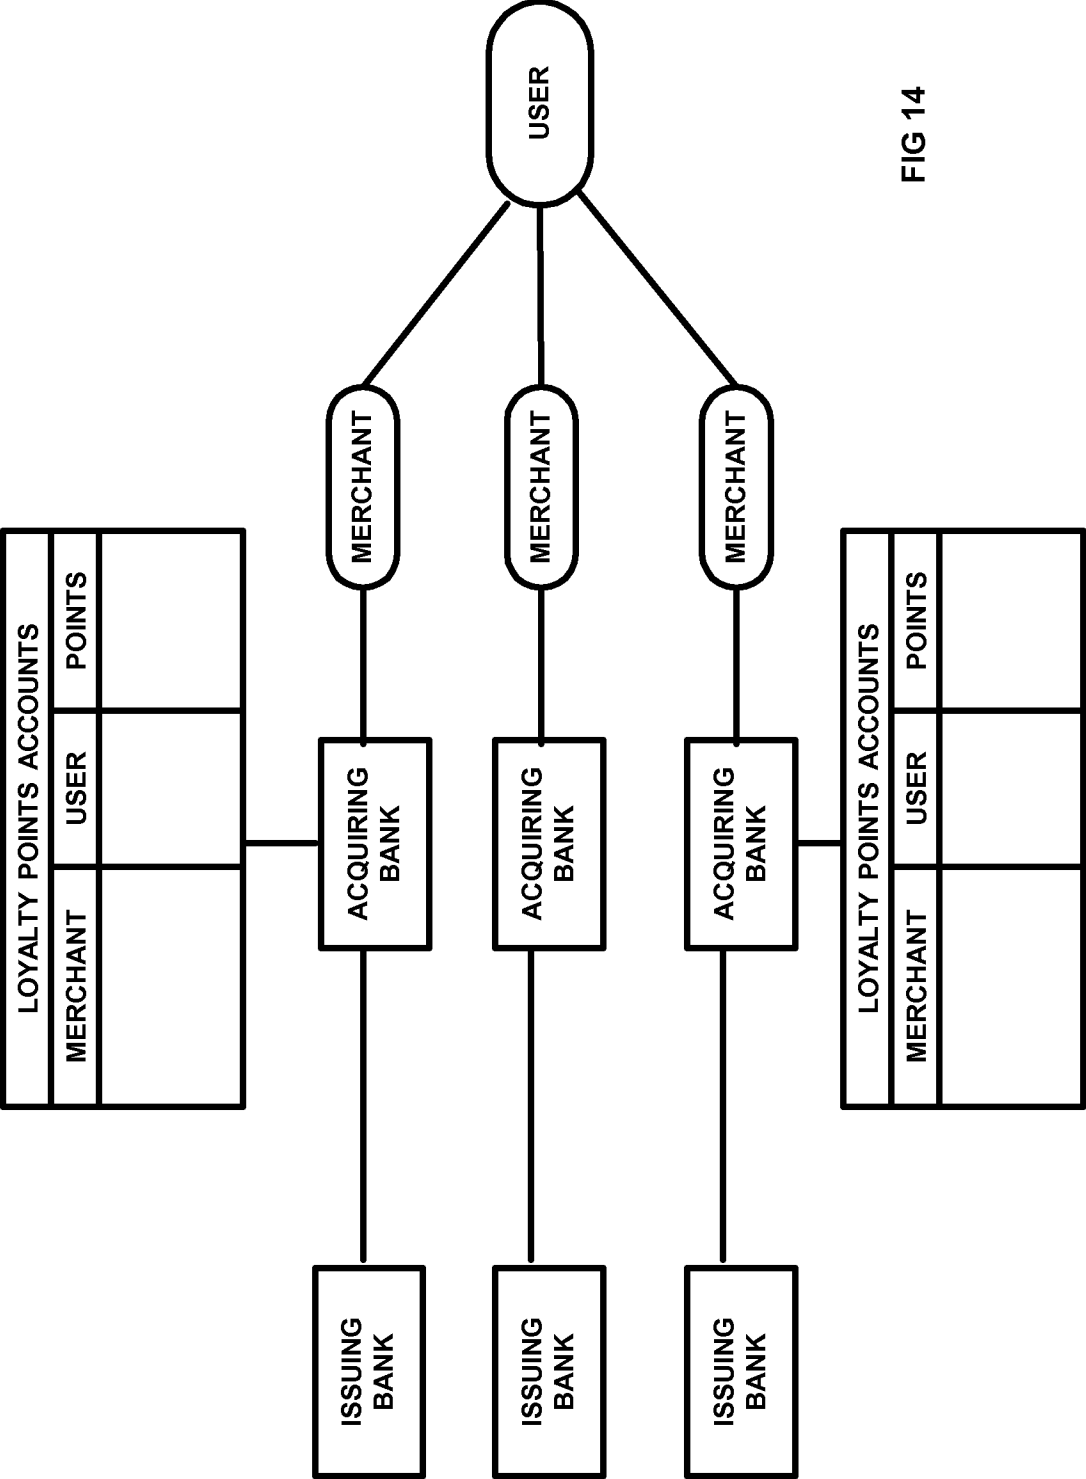 LOYALTY POINTS ACCOUNTS
MERCHANT
USER
POINTS
ISSUING
BANK
ACQUIRING
BANK
MERCHANT
ISSUING
BANK
ACQUIRING
BANK
MERCHANT
USER
ISSUING
BANK
ACQUIRING
BANK
MERCHANT
LOYALTY POINTS ACCOUNTS
MERCHANT
USER
POINTS
FIG 14